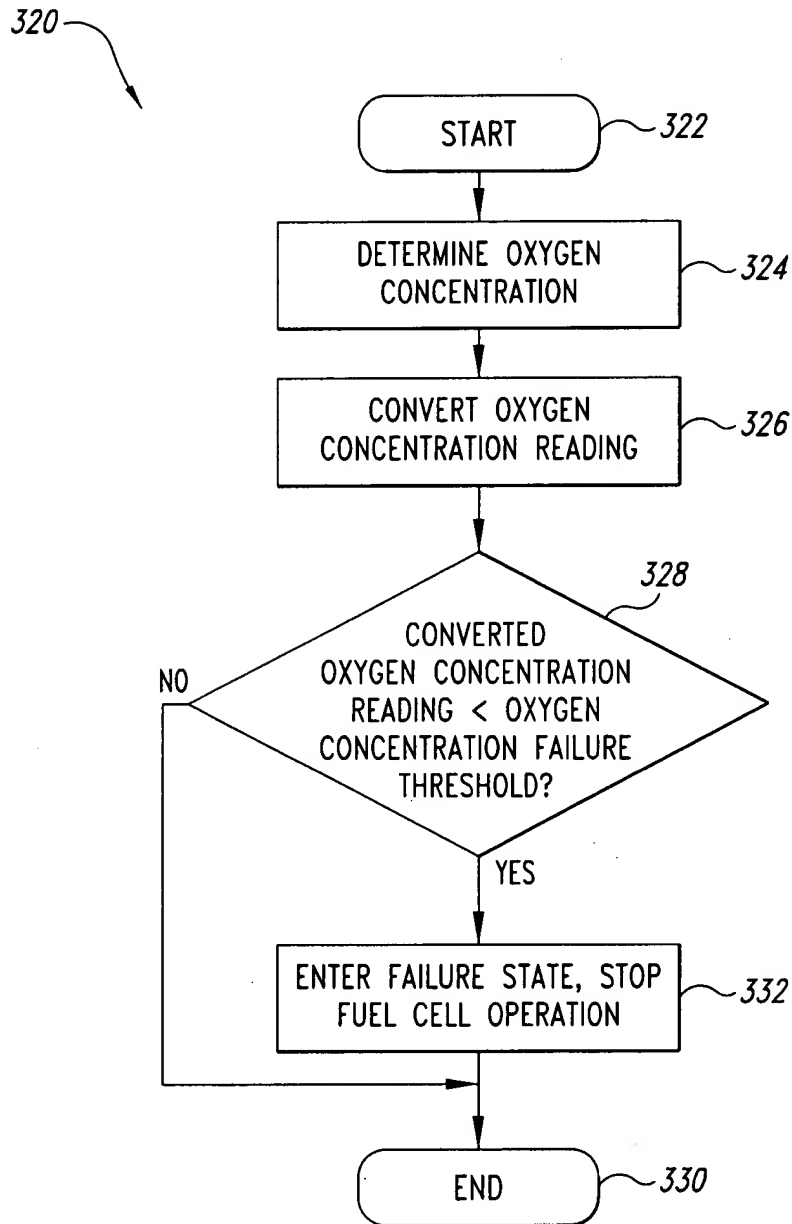 320
START
322
DETERMINE OXYGEN
CONCENTRATION
324
CONVERT OXYGEN
CONCENTRATION READING
326
328
CONVERTED
OXYGEN CONCENTRATION
READING < OXYGEN
CONCENTRATION FAILURE
THRESHOLD?
NO
YES
ENTER FAILURE STATE, STOP
FUEL CELL OPERATION
332
END
330